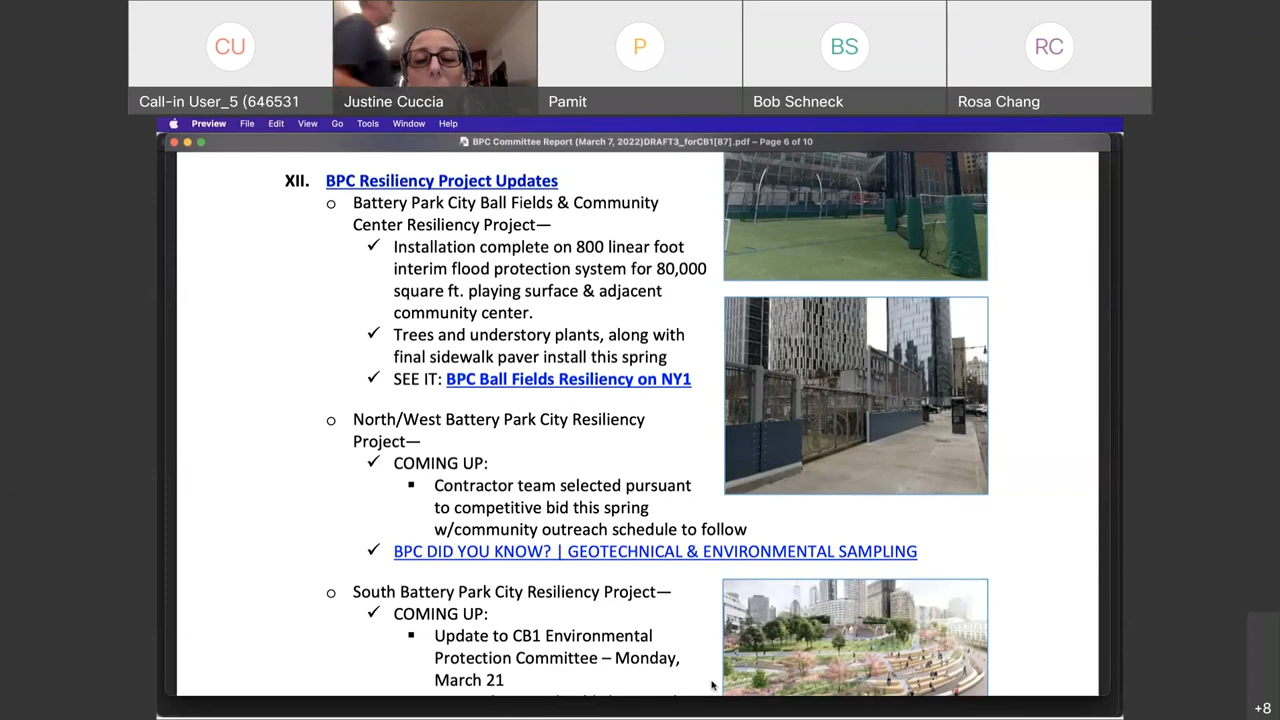 CU
P
BS
RC
Call-in User_5 (646531
Justine Cuccia
Pamit
Bob Schneck
Rosa Chang
Preview File Edit View Go Tools Window Help
BPC Committee Report (March 7, 2022)DRAFT3_forCB1[87].pdf – Page 6 of 10
XII. BPC Resiliency Project Updates
o Battery Park City Ball Fields & Community
Center Resiliency Project—
✓ Installation complete on 800 linear foot
interim flood protection system for 80,000
square ft. playing surface & adjacent
community center.
✓ Trees and understory plants, along with
final sidewalk paver install this spring
✓ SEE IT: BPC Ball Fields Resiliency on NY1
o North/West Battery Park City Resiliency
Project—
✓ COMING UP:
▪ Contractor team selected pursuant
to competitive bid this spring
w/community outreach schedule to follow
✓ BPC DID YOU KNOW? | GEOTECHNICAL & ENVIRONMENTAL SAMPLING
o South Battery Park City Resiliency Project—
✓ COMING UP:
▪ Update to CB1 Environmental
Protection Committee – Monday,
March 21
+8